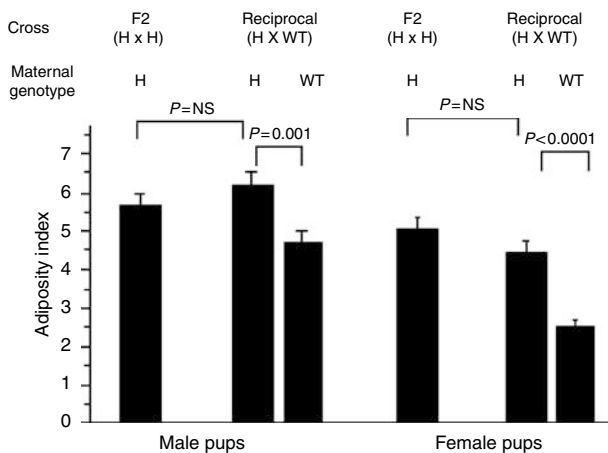 Cross
F2
(H x H)
Reciprocal
(H X WT)
F2
(H x H)
Reciprocal
(H X WT)
Maternal
genotype
H
H
WT
H
H
WT
P=NS
P=0.001
P=NS
P<0.0001
Adiposity index
7
6
5
4
3
2
1
0
Male pups
Female pups